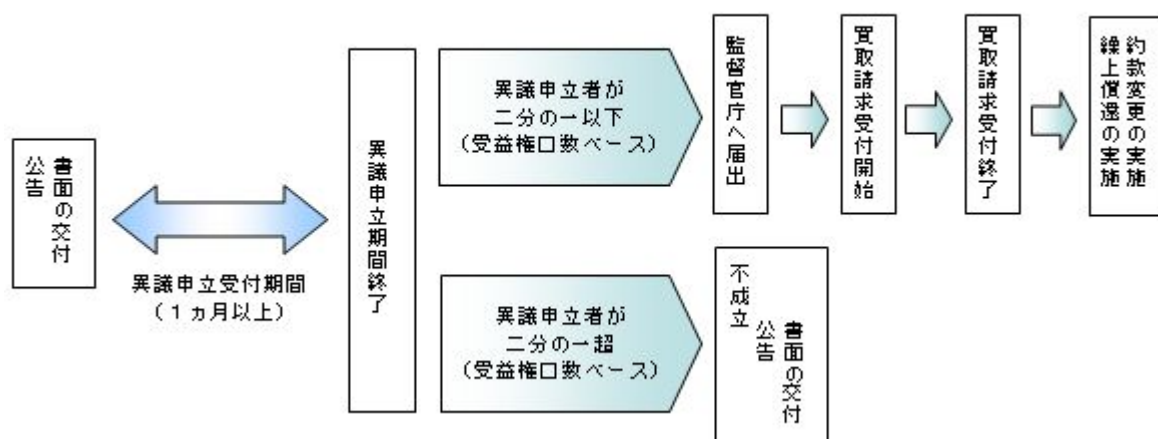 書面の交付
公告
異議申立受付期間
（１ヵ月以上）
異議申立期間終了
異議申立者が
二分の一以下
（受益権口数ベース）
監督官庁へ届出
買取請求受付開始
買取請求受付終了
約款変更の実施
繰上償還の実施
異議申立者が
二分の一超
（受益権口数ベース）
不成立
書面の交付
公告